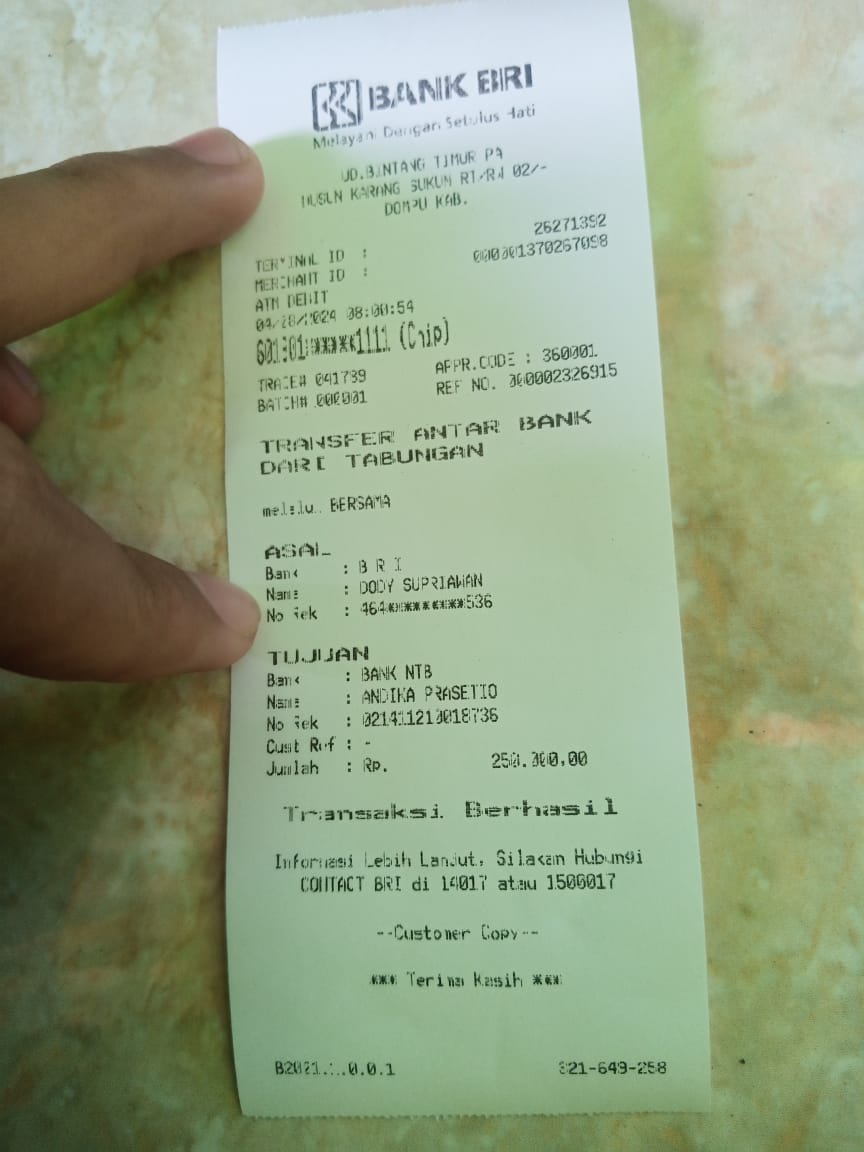 BANK BRI
Melayani Dengan Setulus Hati
UD.BINTANG TIMUR PA
DUSUN KARANG SUKUN RT/RW 02/-
DOMPU KAB.
TERMINAL ID : 26271392
MERCHANT ID : 000001370267098
ATM DEBIT
04/28/2024 08:00:54
601301*****1111 (Chip)
TRACE# 041739 APPR.CODE : 360001
BATCH# 000001 REF NO. 000002326915
TRANSFER ANTAR BANK
DARI TABUNGAN
melalui BERSAMA
ASAL
Bank : B R I
Nama : DODY SUPRIAWAN
No Rek : 464*********536
TUJUAN
Bank : BANK NTB
Nama : ANDIKA PRASETIO
No Rek : 021411210018736
Cust Ref : -
Jumlah : Rp. 250.000,00
Transaksi Berhasil
Informasi Lebih Lanjut, Silakan Hubungi
CONTACT BRI di 14017 atau 1500017
--Customer Copy--
*** Terima Kasih ***
321-649-258